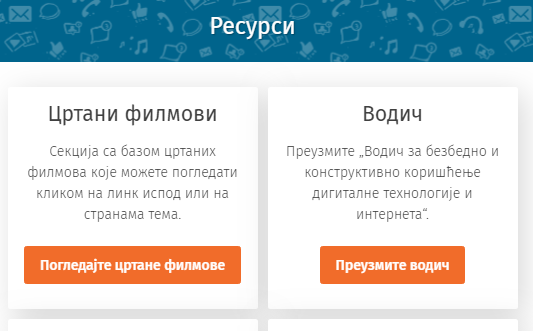 Ресурси
Цртани филмови
Секција са базом цртаних
филмова које можете погледати
кликом на линк испод или на
странама тема.
Погледајте цртане филмове
Водич
Преузмите „Водич за безбедно и
конструктивно коришћење
дигиталне технологије и
интернета“.
Преузмите водич